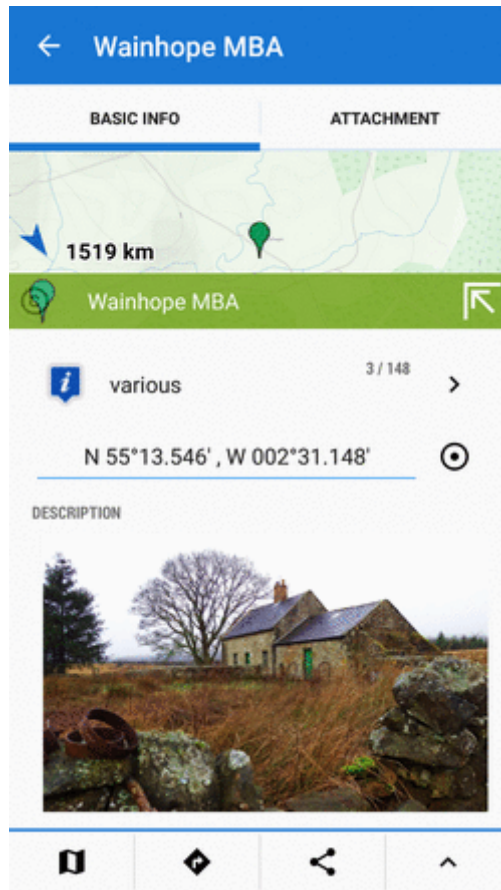 Wainhope MBA
BASIC INFO
ATTACHMENT
1519 km
Wainhope MBA
various
3 / 148
N 55°13.546' , W 002°31.148'
DESCRIPTION